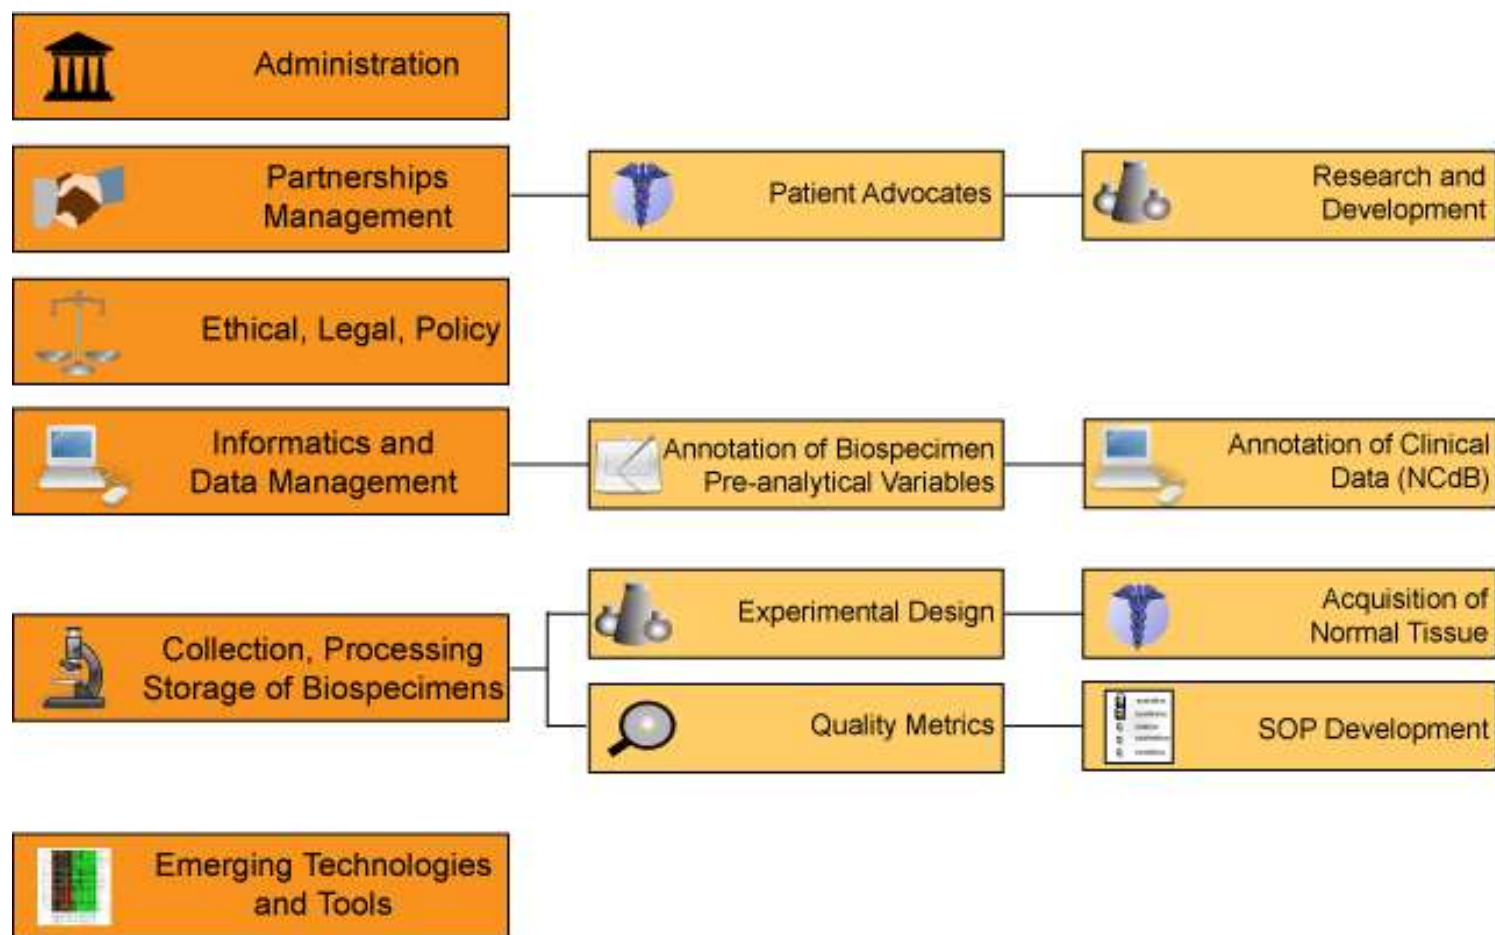 Administration
Partnerships
Management
Patient Advocates
Research and
Development
Ethical, Legal, Policy
Informatics and
Data Management
Annotation of Biospecimen
Pre-analytical Variables
Annotation of Clinical
Data (NCdB)
Collection, Processing
Storage of Biospecimens
Experimental Design
Acquisition of
Normal Tissue
Quality Metrics
SOP Development
Emerging Technologies
and Tools